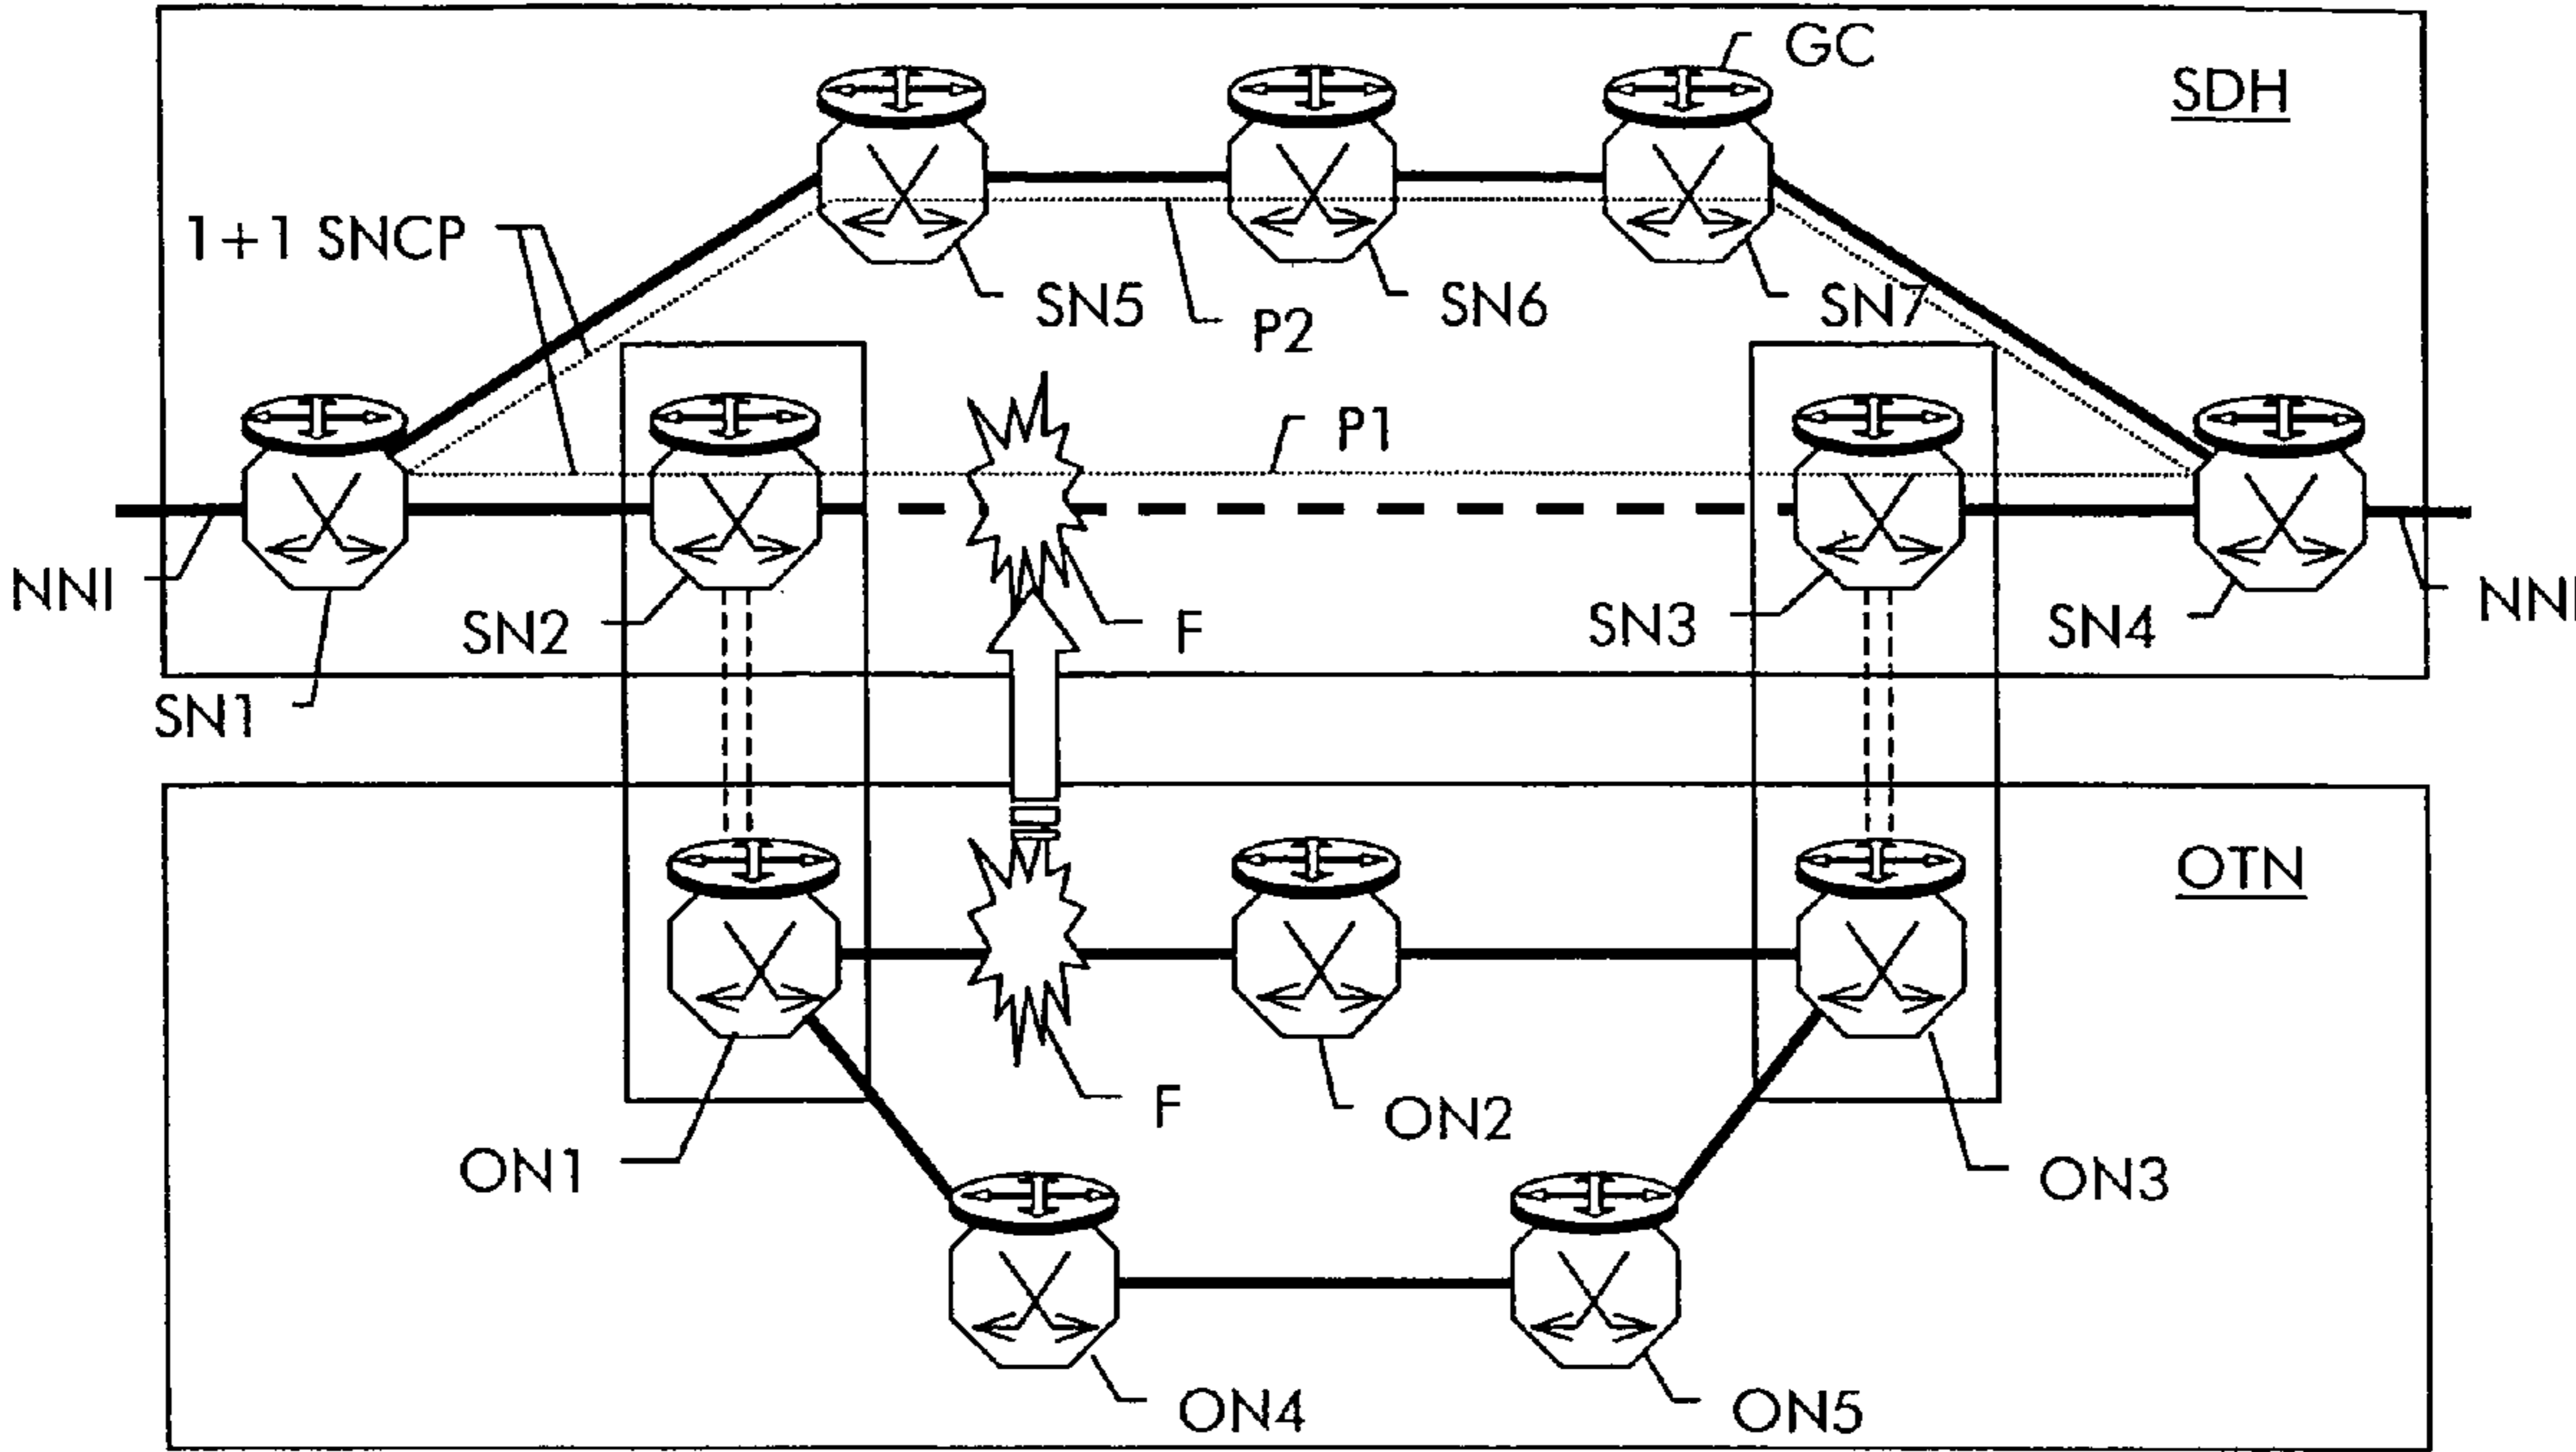 GC
SDH
1+1 SNCP
SN5
SN6
SN7
P2
P1
NNI
SN2
F
SN3
SN4
NNI
SN1
OTN
F
ON2
ON1
ON3
ON4
ON5